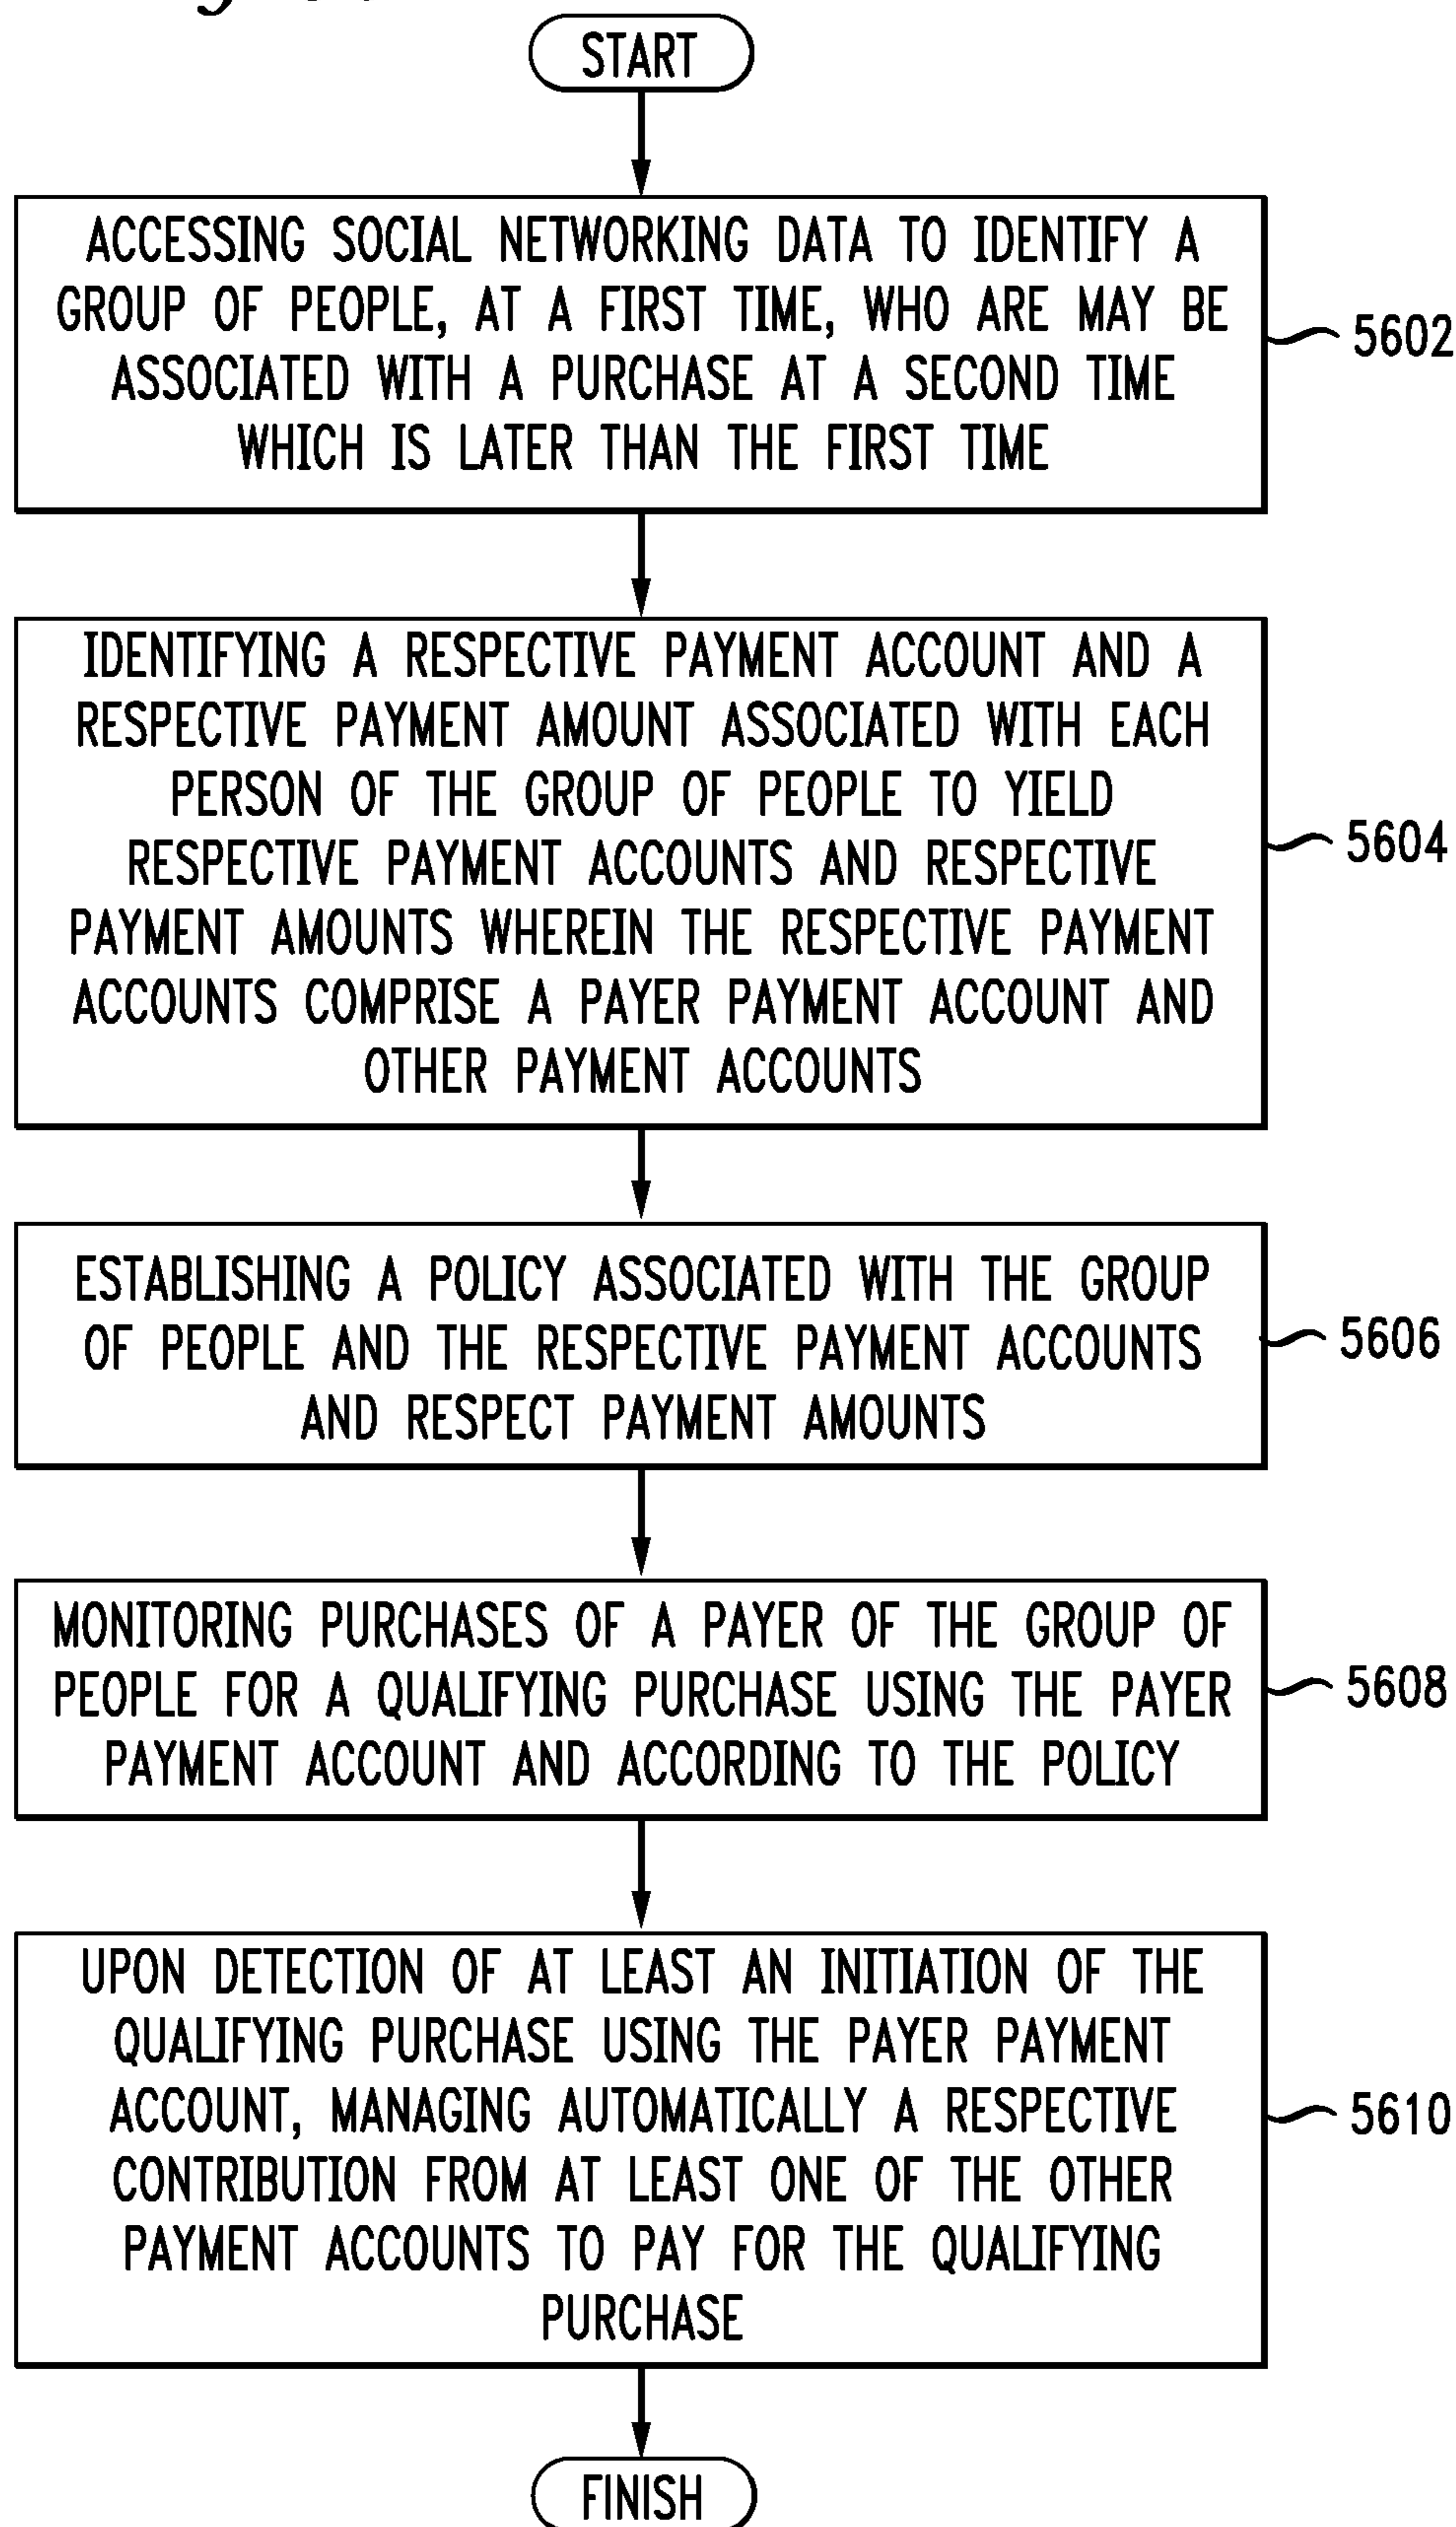 START
ACCESSING SOCIAL NETWORKING DATA TO IDENTIFY A
GROUP OF PEOPLE, AT A FIRST TIME, WHO ARE MAY BE
ASSOCIATED WITH A PURCHASE AT A SECOND TIME
WHICH IS LATER THAN THE FIRST TIME
5602
IDENTIFYING A RESPECTIVE PAYMENT ACCOUNT AND A
RESPECTIVE PAYMENT AMOUNT ASSOCIATED WITH EACH
PERSON OF THE GROUP OF PEOPLE TO YIELD
RESPECTIVE PAYMENT ACCOUNTS AND RESPECTIVE
PAYMENT AMOUNTS WHEREIN THE RESPECTIVE PAYMENT
ACCOUNTS COMPRISE A PAYER PAYMENT ACCOUNT AND
OTHER PAYMENT ACCOUNTS
5604
ESTABLISHING A POLICY ASSOCIATED WITH THE GROUP
OF PEOPLE AND THE RESPECTIVE PAYMENT ACCOUNTS
AND RESPECT PAYMENT AMOUNTS
5606
MONITORING PURCHASES OF A PAYER OF THE GROUP OF
PEOPLE FOR A QUALIFYING PURCHASE USING THE PAYER
PAYMENT ACCOUNT AND ACCORDING TO THE POLICY
5608
UPON DETECTION OF AT LEAST AN INITIATION OF THE
QUALIFYING PURCHASE USING THE PAYER PAYMENT
ACCOUNT, MANAGING AUTOMATICALLY A RESPECTIVE
CONTRIBUTION FROM AT LEAST ONE OF THE OTHER
PAYMENT ACCOUNTS TO PAY FOR THE QUALIFYING
PURCHASE
5610
FINISH